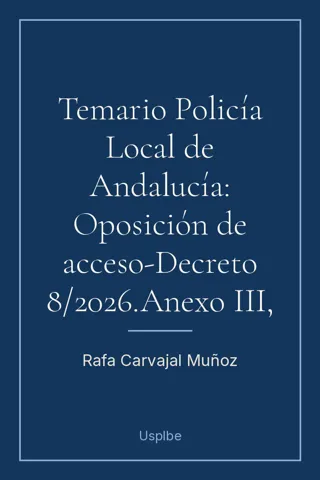 Temario Policía
Local de
Andalucía:
Oposición de
acceso-Decreto
8/2026.Anexo III,
Rafa Carvajal Muñoz
Usplbe